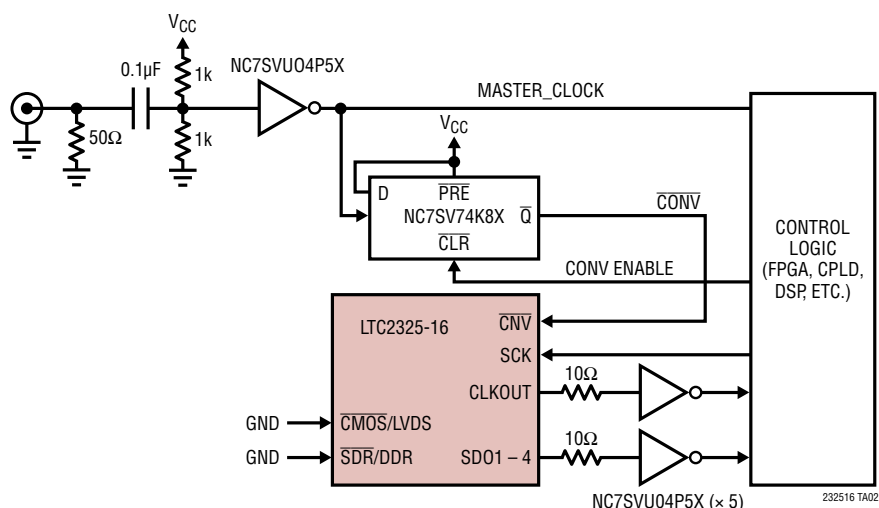 VCC
0.1µF
1k
NC7SVUO4P5X
MASTER_CLOCK
50Ω
1k
VCC
D
PRE
NC7SV74K8X
Q
CLR
CONV
CONV ENABLE
CONTROL
LOGIC
(FPGA, CPLD,
DSP, ETC.)
LTC2325-16
CNV
SCK
CLKOUT
10Ω
GND
CMOS/LVDS
GND
SDR/DDR
SDO1 – 4
10Ω
NC7SVU04P5X (× 5)
232516 TA02